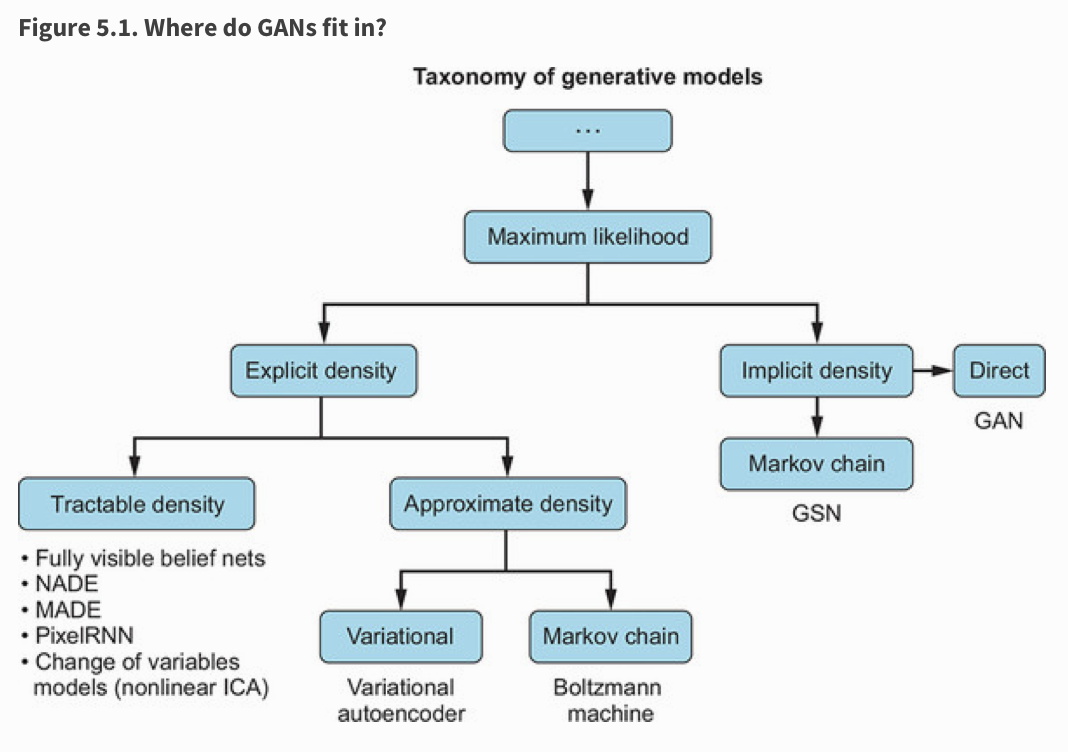 Figure 5.1. Where do GANs fit in?
Taxonomy of generative models
...
Maximum likelihood
Explicit density
Implicit density
Direct
GAN
Markov chain
GSN
Tractable density
Approximate density
• Fully visible belief nets
• NADE
• MADE
• PixelRNN
• Change of variables
models (nonlinear ICA)
Variational
Markov chain
Variational
autoencoder
Boltzmann
machine